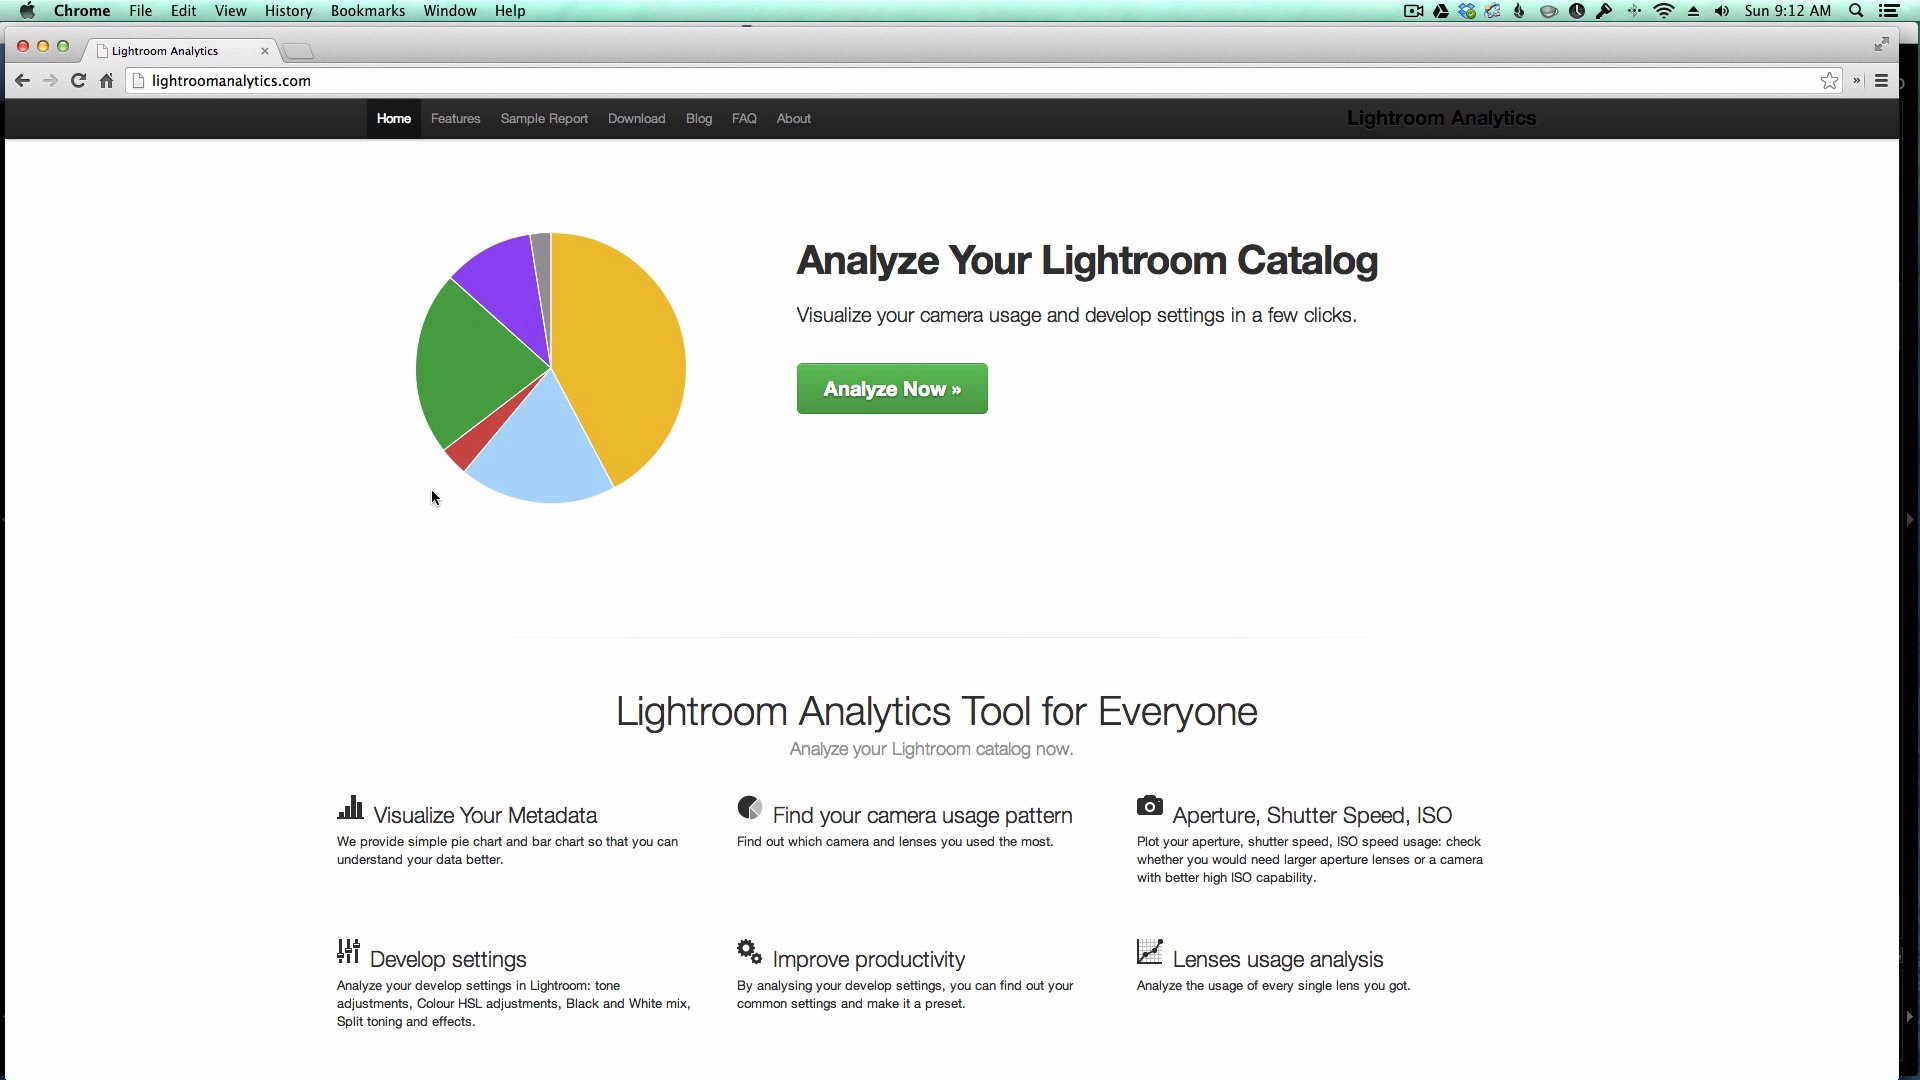 Chrome File Edit View History Bookmarks Window Help Sun 9:12 AM
Lightroom Analytics
lightroomanalytics.com
Home Features Sample Report Download Blog FAQ About Lightroom Analytics
Analyze Your Lightroom Catalog
Visualize your camera usage and develop settings in a few clicks.
Analyze Now »
Lightroom Analytics Tool for Everyone
Analyze your Lightroom catalog now.
Visualize Your Metadata
We provide simple pie chart and bar chart so that you can
understand your data better.
Find your camera usage pattern
Find out which camera and lenses you used the most.
Aperture, Shutter Speed, ISO
Plot your aperture, shutter speed, ISO speed usage: check
whether you would need larger aperture lenses or a camera
with better high ISO capability.
Develop settings
Analyze your develop settings in Lightroom: tone
adjustments, Colour HSL adjustments, Black and White mix,
Split toning and effects.
Improve productivity
By analysing your develop settings, you can find out your
common settings and make it a preset.
Lenses usage analysis
Analyze the usage of every single lens you got.